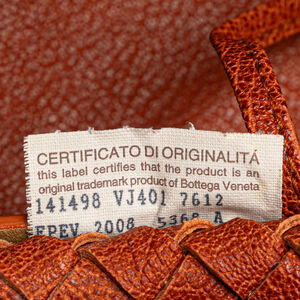 CERTIFICATO DI ORIGINALITÁ
this label certifies that the product is an
original trademark product of Bottega Veneta
141498 VJ401 7612
EPEV 2008 5368 A